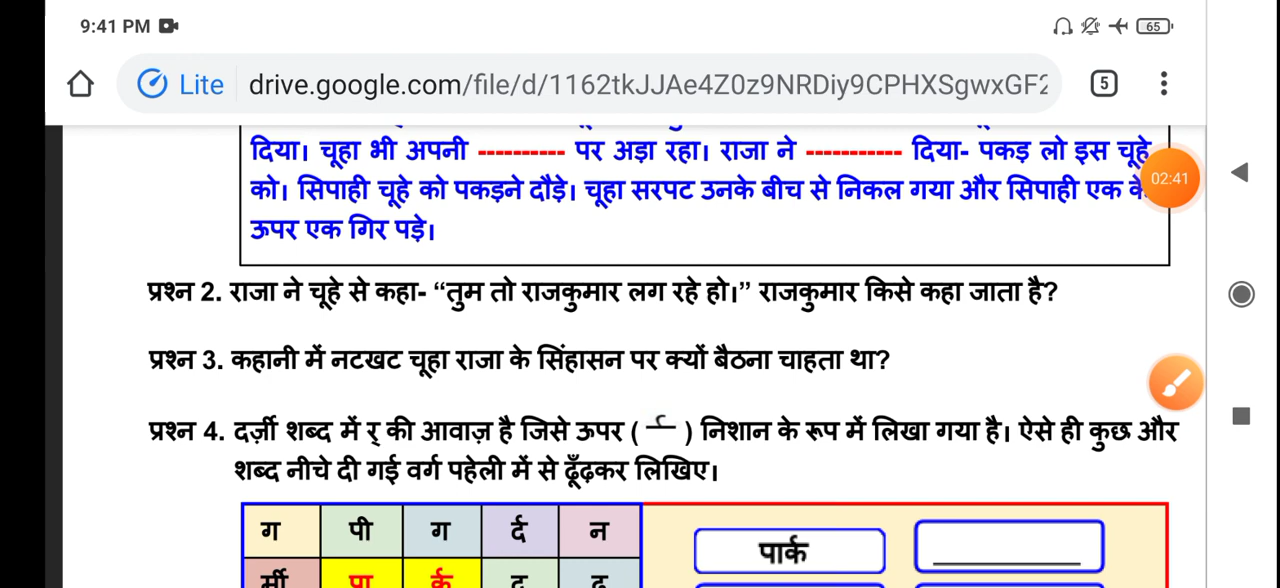 9:41 PM
65
Lite
drive.google.com/file/d/1162tkJJAe4Z0z9NRDiy9CPHXSgwxGF2
5
दिया। चूहा भी अपनी ---------- पर अड़ा रहा। राजा ने ----------- दिया- पकड़ लो इस चूहे
02:41
को। सिपाही चूहे को पकड़ने दौड़े। चूहा सरपट उनके बीच से निकल गया और सिपाही एक के
ऊपर एक गिर पड़े।
प्रश्न 2. राजा ने चूहे से कहा- “तुम तो राजकुमार लग रहे हो।” राजकुमार किसे कहा जाता है?
प्रश्न 3. कहानी में नटखट चूहा राजा के सिंहासन पर क्यों बैठना चाहता था?
प्रश्न 4. दर्ज़ी शब्द में र् की आवाज़ है जिसे ऊपर ( ) निशान के रूप में लिखा गया है। ऐसे ही कुछ और
शब्द नीचे दी गई वर्ग पहेली में से ढूँढ़कर लिखिए।
ग पी ग र्द न
पार्क __________
र्मी पा र्क